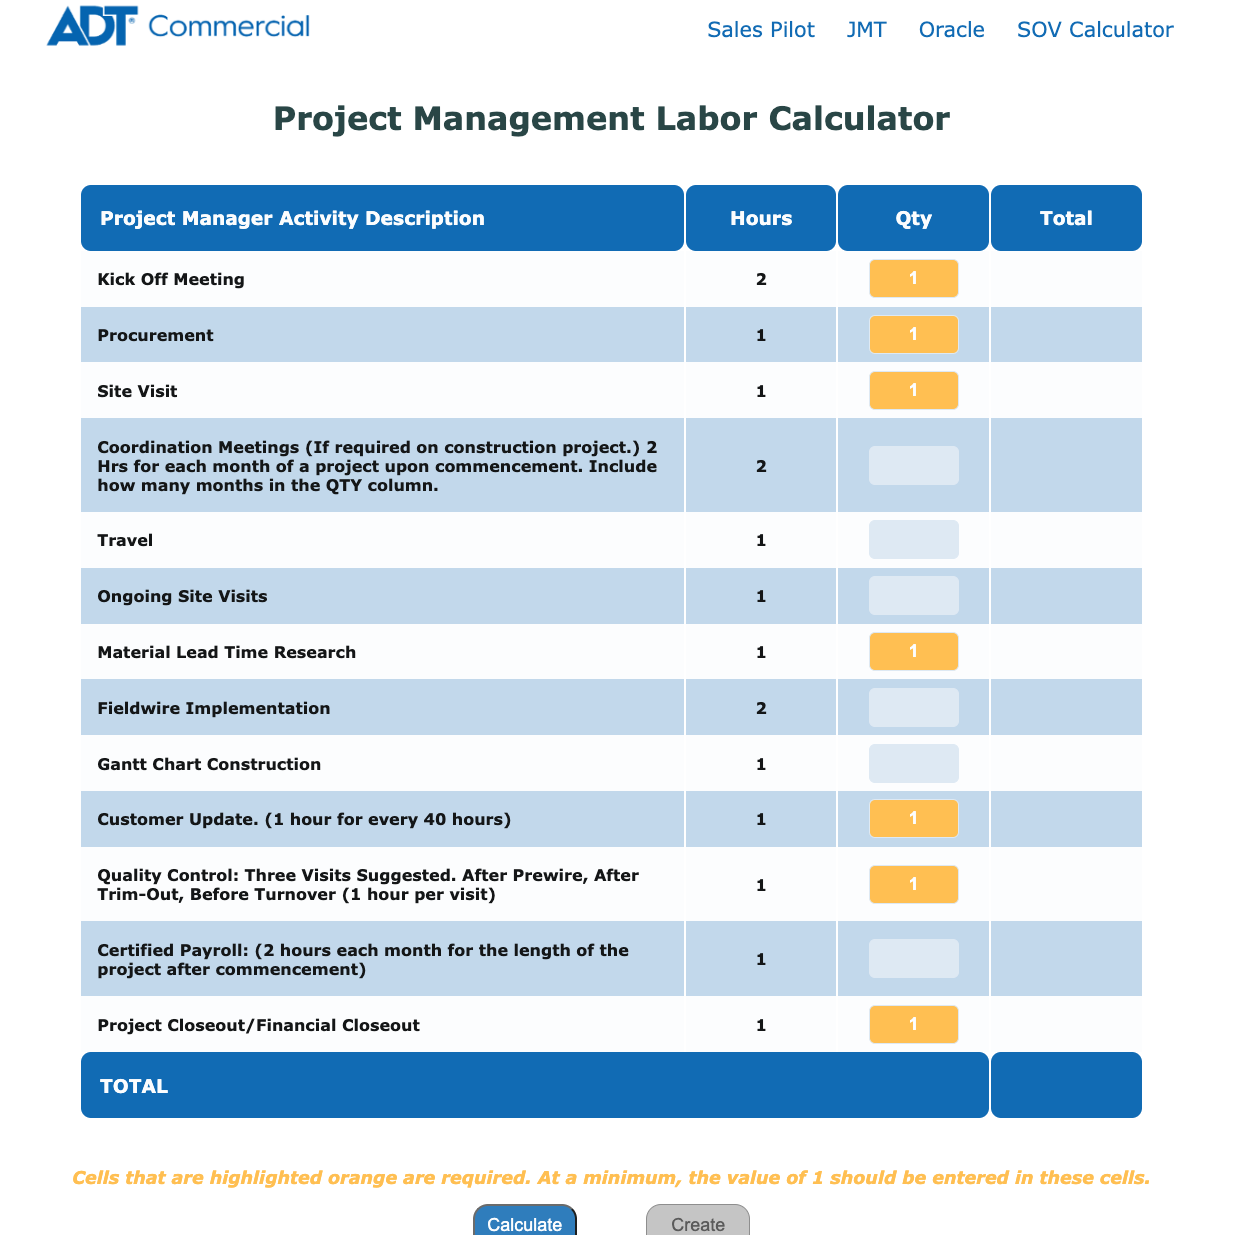 ADT® Commercial
Sales Pilot JMT Oracle SOV Calculator
Project Management Labor Calculator
Project Manager Activity Description Hours Qty Total
Kick Off Meeting 2 1
Procurement 1 1
Site Visit 1 1
Coordination Meetings (If required on construction project.) 2
Hrs for each month of a project upon commencement. Include
how many months in the QTY column.
2
Travel 1
Ongoing Site Visits 1
Material Lead Time Research 1 1
Fieldwire Implementation 2
Gantt Chart Construction 1
Customer Update. (1 hour for every 40 hours) 1 1
Quality Control: Three Visits Suggested. After Prewire, After
Trim-Out, Before Turnover (1 hour per visit)
1 1
Certified Payroll: (2 hours each month for the length of the
project after commencement)
1
Project Closeout/Financial Closeout 1 1
TOTAL
Cells that are highlighted orange are required. At a minimum, the value of 1 should be entered in these cells.
Calculate Create